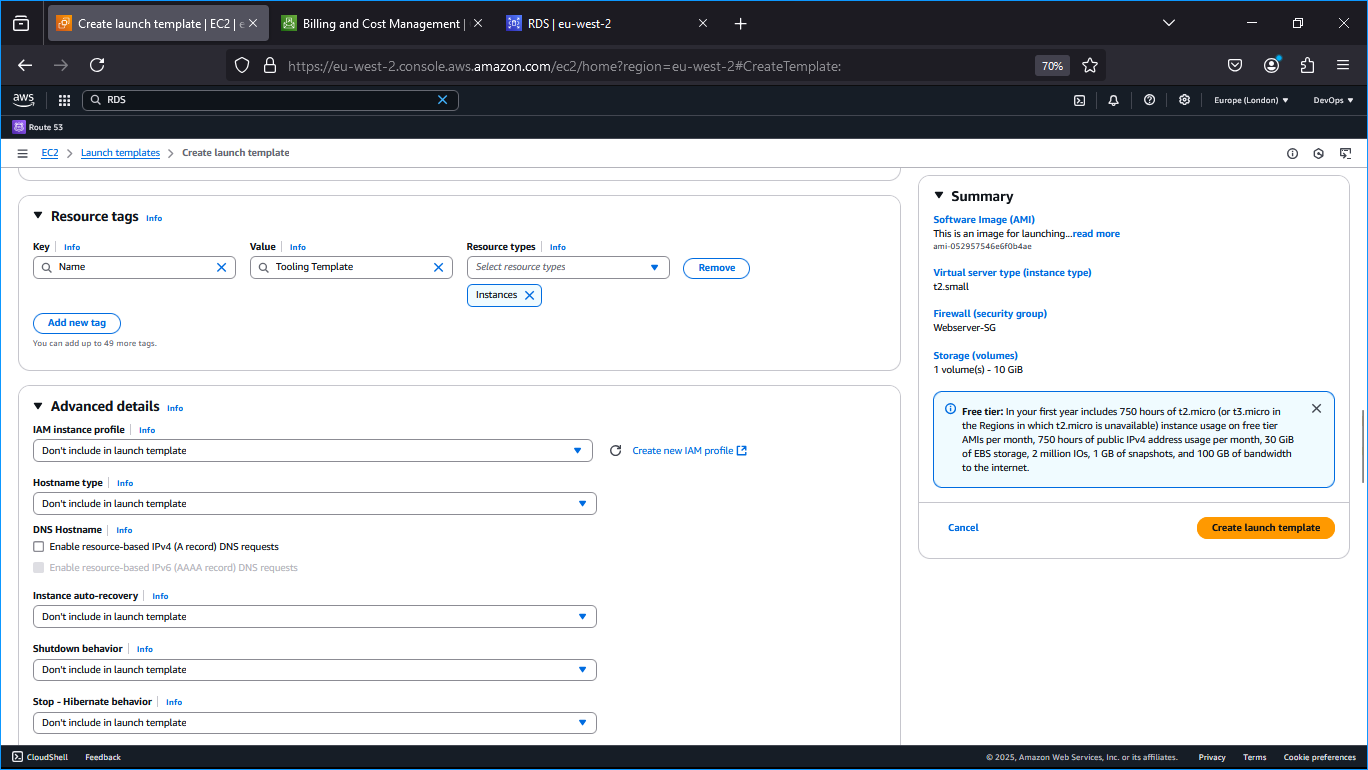 Create launch template | EC2 | e
Billing and Cost Management |
RDS | eu-west-2
https://eu-west-2.console.aws.amazon.com/ec2/home?region=eu-west-2#CreateTemplate:
70%
aws
RDS
Europe (London)
DevOps
Route 53
EC2
Launch templates
Create launch template
Resource tags Info
Key Info
Value Info
Resource types Info
Name
Tooling Template
Select resource types
Remove
Instances
Add new tag
You can add up to 49 more tags.
Advanced details Info
IAM instance profile Info
Don't include in launch template
Create new IAM profile
Hostname type Info
Don't include in launch template
DNS Hostname Info
Enable resource-based IPv4 (A record) DNS requests
Enable resource-based IPv6 (AAAA record) DNS requests
Instance auto-recovery Info
Don't include in launch template
Shutdown behavior Info
Don't include in launch template
Stop - Hibernate behavior Info
Don't include in launch template
Summary
Software Image (AMI)
This is an image for launching...read more
ami-052957546e6f0b4ae
Virtual server type (instance type)
t2.small
Firewall (security group)
Webserver-SG
Storage (volumes)
1 volume(s) - 10 GiB
Free tier: In your first year includes 750 hours of t2.micro (or t3.micro in
the Regions in which t2.micro is unavailable) instance usage on free tier
AMIs per month, 750 hours of public IPv4 address usage per month, 30 GiB
of EBS storage, 2 million IOs, 1 GB of snapshots, and 100 GB of bandwidth
to the internet.
Cancel
Create launch template
CloudShell
Feedback
© 2025, Amazon Web Services, Inc. or its affiliates.
Privacy
Terms
Cookie preferences